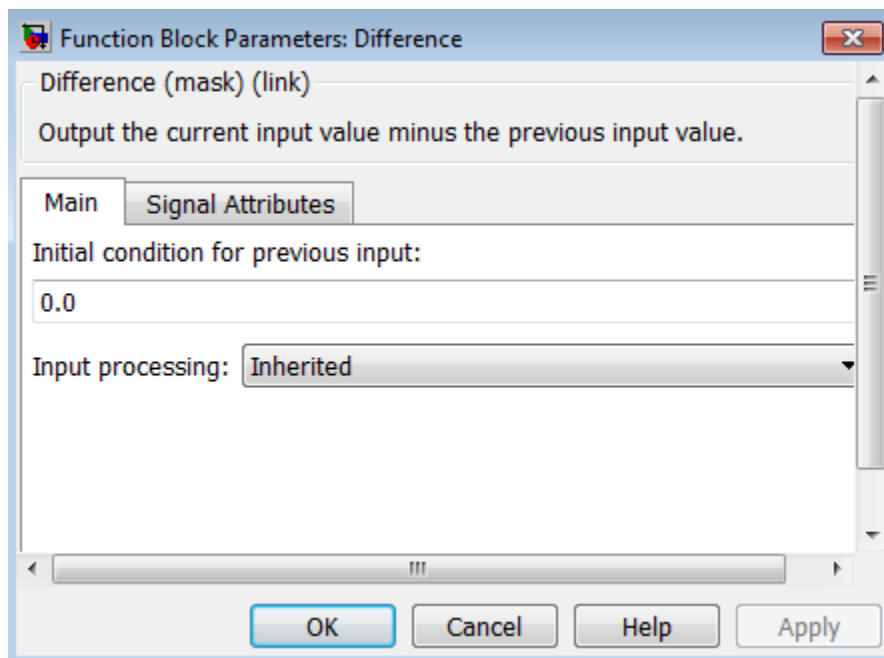 Function Block Parameters: Difference
Difference (mask) (link)
Output the current input value minus the previous input value.
Main Signal Attributes
Initial condition for previous input:
0.0
Input processing: Inherited
OK Cancel Help Apply